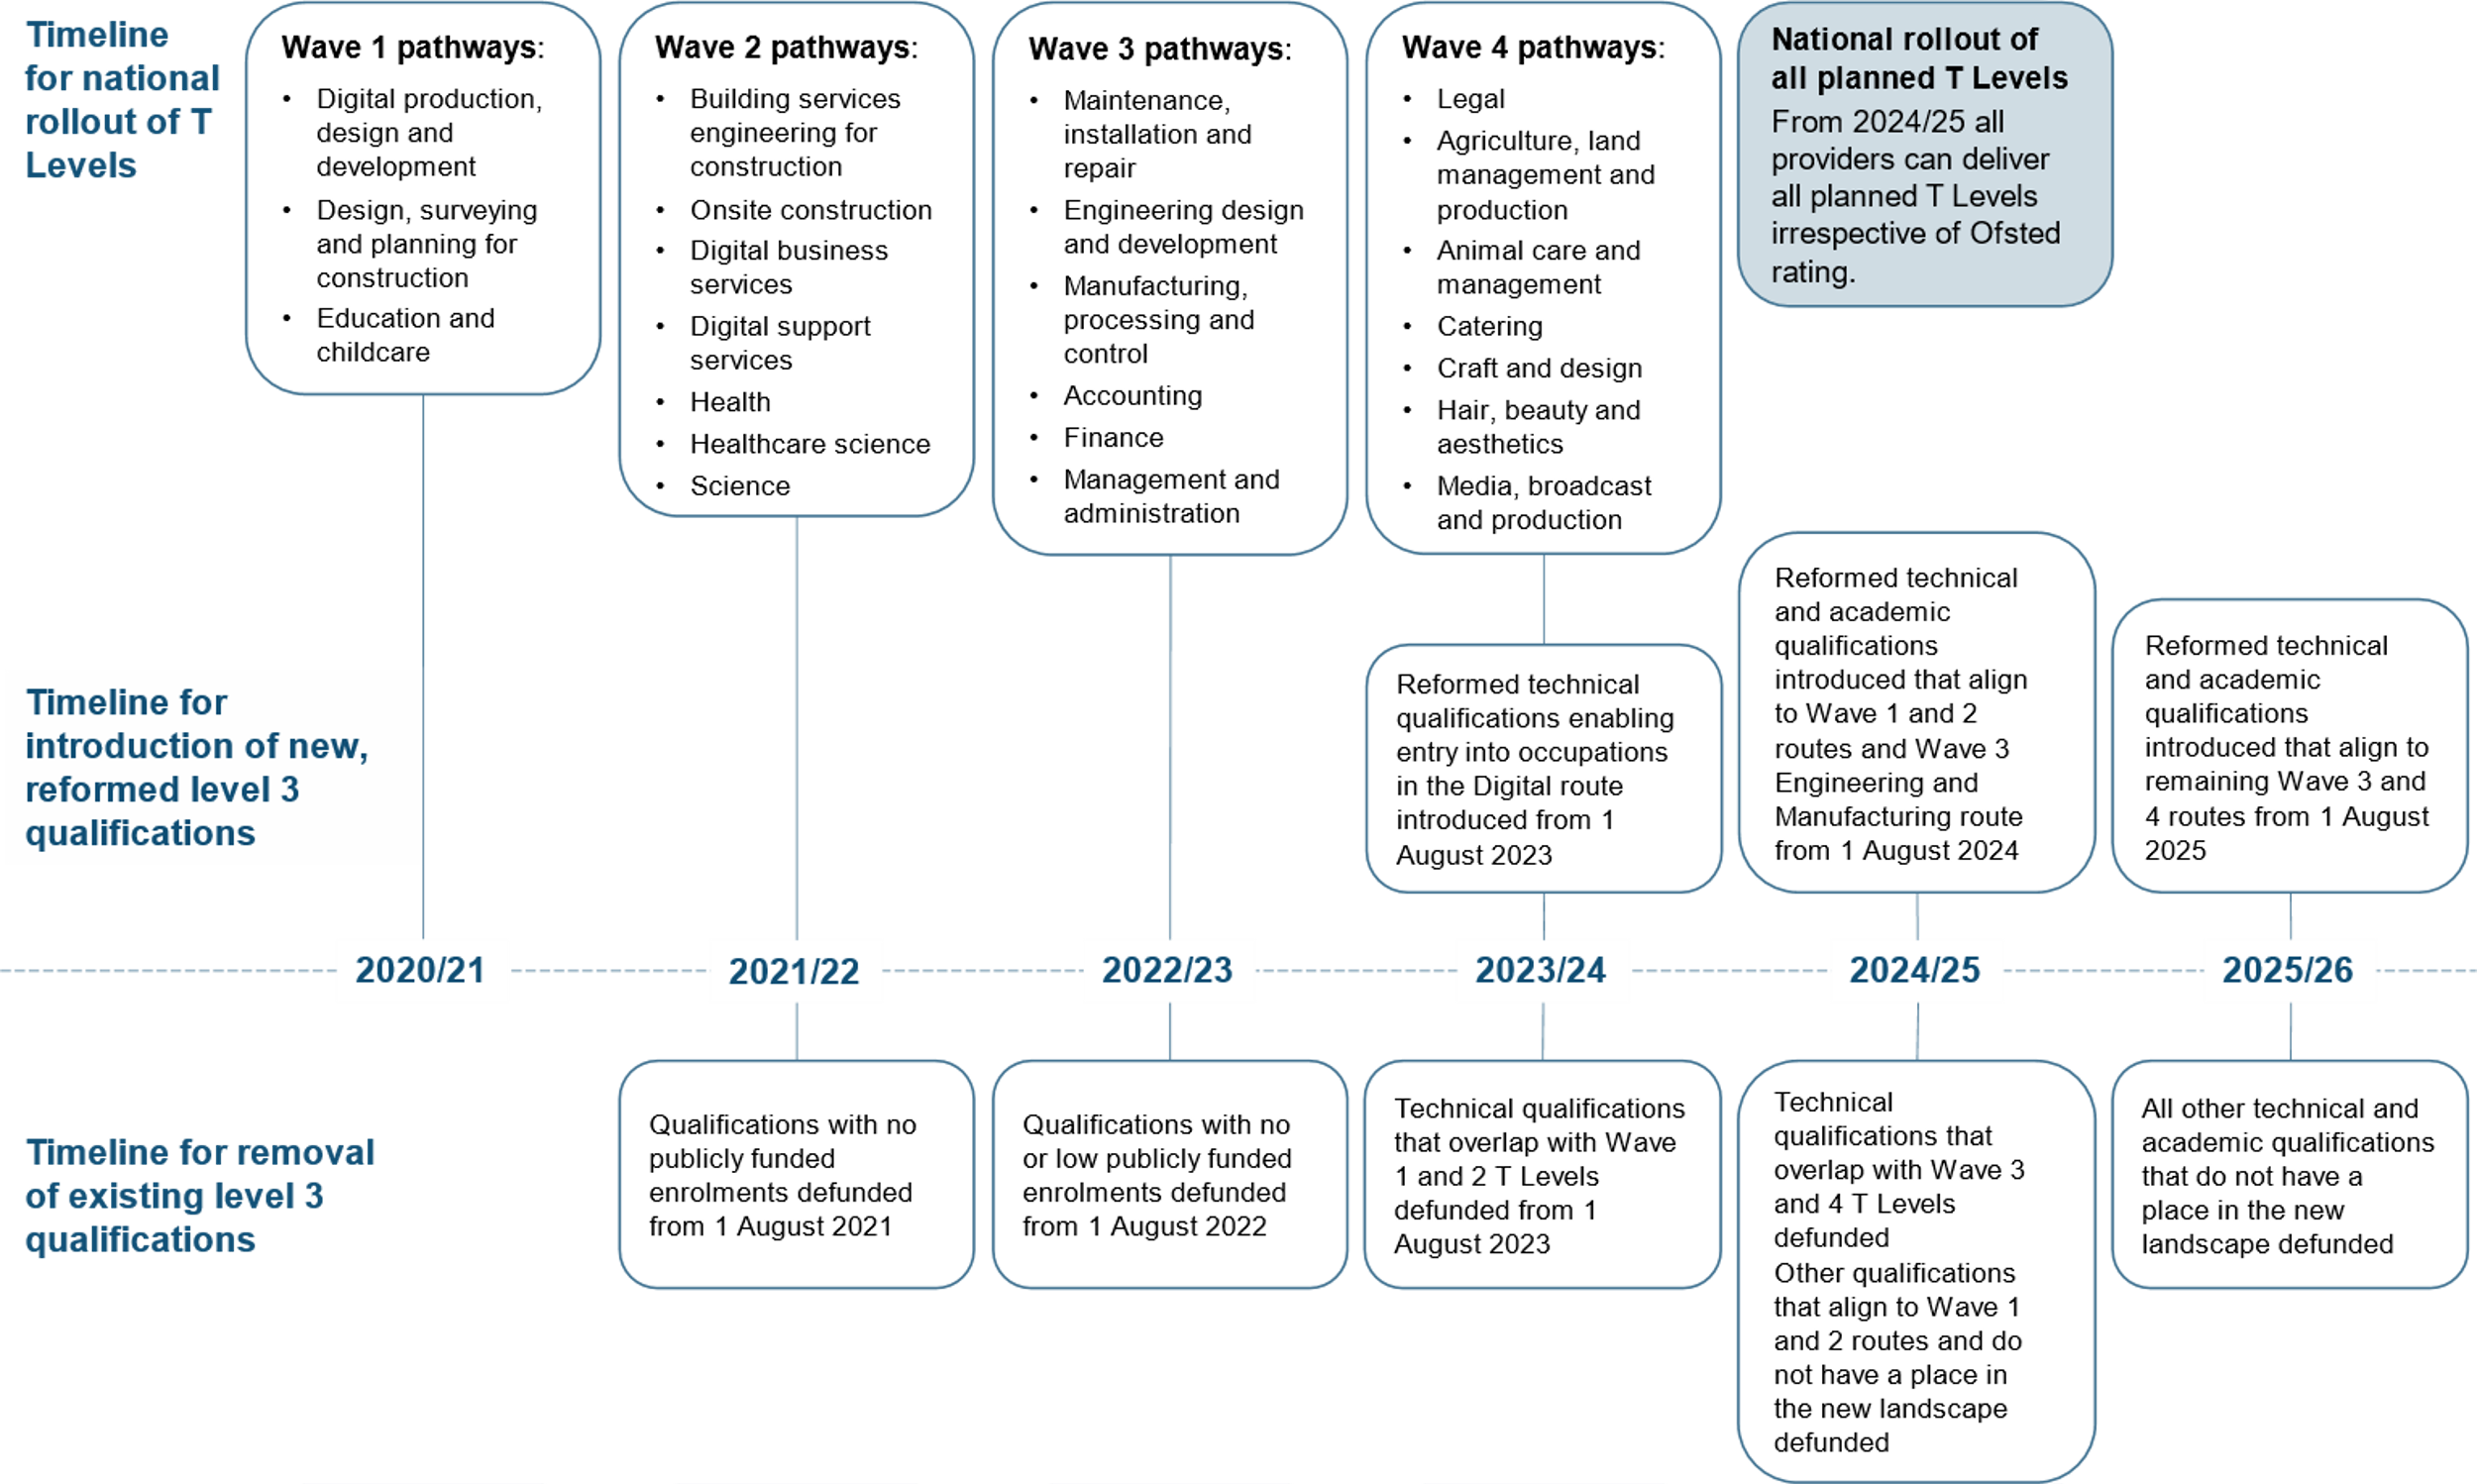 Timeline
for national
rollout of T
Levels
Wave 1 pathways:
• Digital production,
design and
development
• Design, surveying
and planning for
construction
• Education and
childcare
Wave 2 pathways:
• Building services
engineering for
construction
• Onsite construction
• Digital business
services
• Digital support
services
• Health
• Healthcare science
• Science
Wave 3 pathways:
• Maintenance,
installation and
repair
• Engineering design
and development
• Manufacturing,
processing and
control
• Accounting
• Finance
• Management and
administration
Wave 4 pathways:
• Legal
• Agriculture, land
management and
production
• Animal care and
management
• Catering
• Craft and design
• Hair, beauty and
aesthetics
• Media, broadcast
and production
National rollout of
all planned T Levels
From 2024/25 all
providers can deliver
all planned T Levels
irrespective of Ofsted
rating.
Timeline for
introduction of new,
reformed level 3
qualifications
Reformed technical
qualifications enabling
entry into occupations
in the Digital route
introduced from 1
August 2023
Reformed technical
and academic
qualifications
introduced that align
to Wave 1 and 2
routes and Wave 3
Engineering and
Manufacturing route
from 1 August 2024
Reformed technical
and academic
qualifications
introduced that align to
remaining Wave 3 and
4 routes from 1 August
2025
2020/21
2021/22
2022/23
2023/24
2024/25
2025/26
Timeline for removal
of existing level 3
qualifications
Qualifications with no
publicly funded
enrolments defunded
from 1 August 2021
Qualifications with no
or low publicly funded
enrolments defunded
from 1 August 2022
Technical qualifications
that overlap with Wave
1 and 2 T Levels
defunded from 1
August 2023
Technical
qualifications that
overlap with Wave 3
and 4 T Levels
defunded
Other qualifications
that align to Wave 1
and 2 routes and do
not have a place in
the new landscape
defunded
All other technical and
academic qualifications
that do not have a
place in the new
landscape defunded